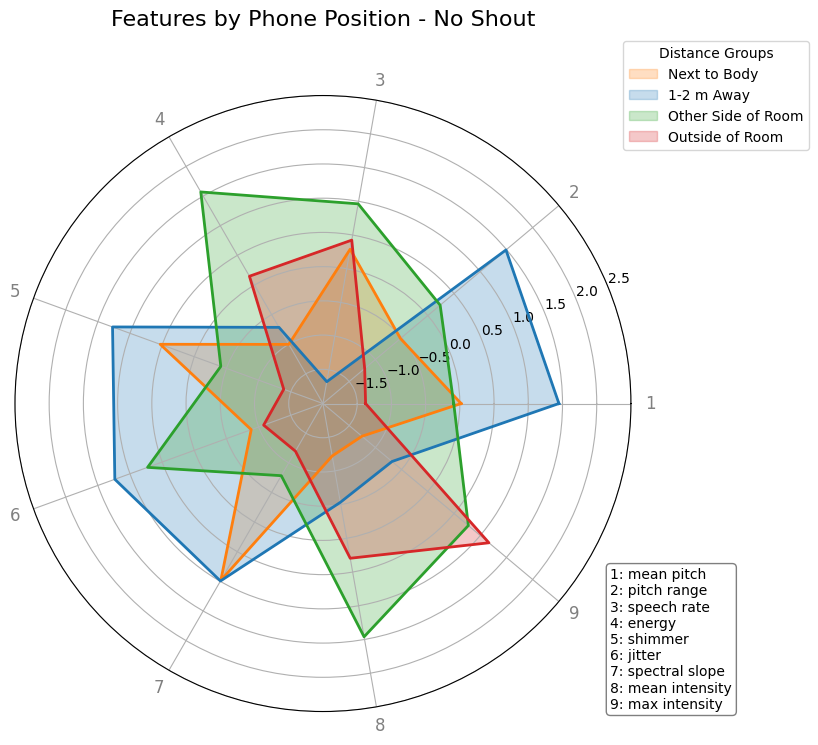 Features by Phone Position - No Shout
Distance Groups
Next to Body
1-2 m Away
Other Side of Room
Outside of Room
3
4
2
5
2.5
2.0
1.5
1.0
0.5
0.0
−0.5
−1.0
−1.5
1
6
9
7
8
1: mean pitch
2: pitch range
3: speech rate
4: energy
5: shimmer
6: jitter
7: spectral slope
8: mean intensity
9: max intensity